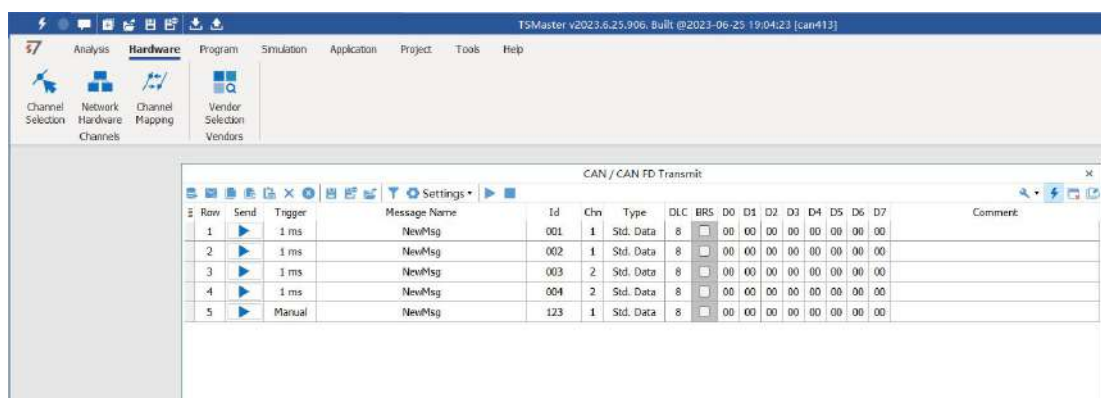 TSMaster v2023.6.25.906. Built @2023-06-25 19:04:23 [can413]
Analysis Hardware Program Simulation Application Project Tools Help
Channel Selection
Network Hardware
Channel Mapping
Vendor Selection
Channels Vendors
CAN / CAN FD Transmit
Settings
Row Send Trigger Message Name Id Chn Type DLC BRS D0 D1 D2 D3 D4 D5 D6 D7 Comment
1 1 ms NewMsg 001 1 Std. Data 8 00 00 00 00 00 00 00 00
2 1 ms NewMsg 002 1 Std. Data 8 00 00 00 00 00 00 00 00
3 1 ms NewMsg 003 2 Std. Data 8 00 00 00 00 00 00 00 00
4 1 ms NewMsg 004 2 Std. Data 8 00 00 00 00 00 00 00 00
5 Manual NewMsg 123 1 Std. Data 8 00 00 00 00 00 00 00 00